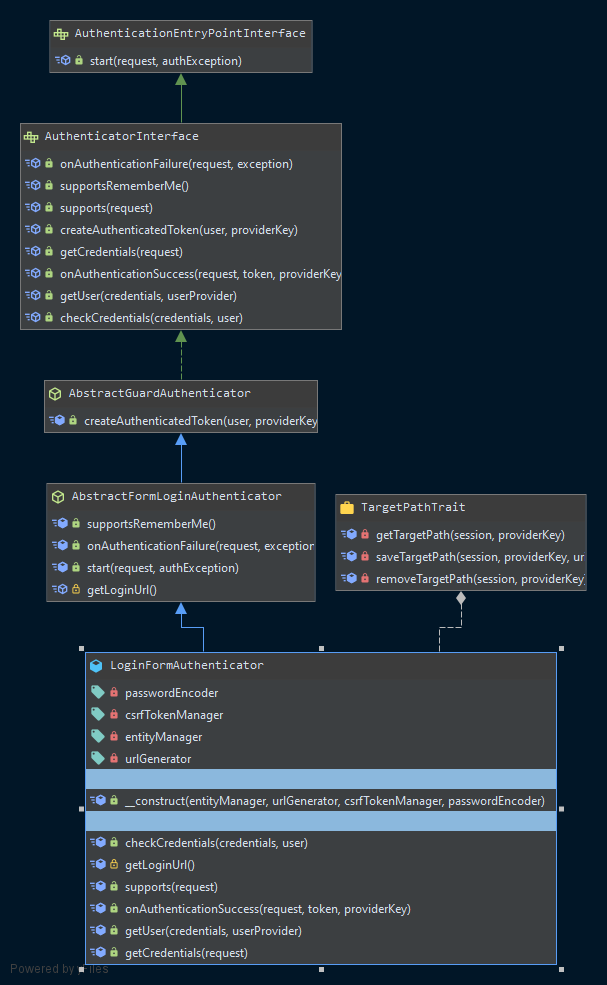 AuthenticationEntryPointInterface
start(request, authException)
AuthenticatorInterface
onAuthenticationFailure(request, exception)
supportsRememberMe()
supports(request)
createAuthenticatedToken(user, providerKey)
getCredentials(request)
onAuthenticationSuccess(request, token, providerKey
getUser(credentials, userProvider)
checkCredentials(credentials, user)
AbstractGuardAuthenticator
createAuthenticatedToken(user, providerKey
AbstractFormLoginAuthenticator
supportsRememberMe()
onAuthenticationFailure(request, exception
start(request, authException)
getLoginUrl()
TargetPathTrait
getTargetPath(session, providerKey)
saveTargetPath(session, providerKey, ur
removeTargetPath(session, providerKey
LoginFormAuthenticator
passwordEncoder
csrfTokenManager
entityManager
urlGenerator
__construct(entityManager, urlGenerator, csrfTokenManager, passwordEncoder)
checkCredentials(credentials, user)
getLoginUrl()
supports(request)
onAuthenticationSuccess(request, token, providerKey)
getUser(credentials, userProvider)
getCredentials(request)
Powered by yFiles